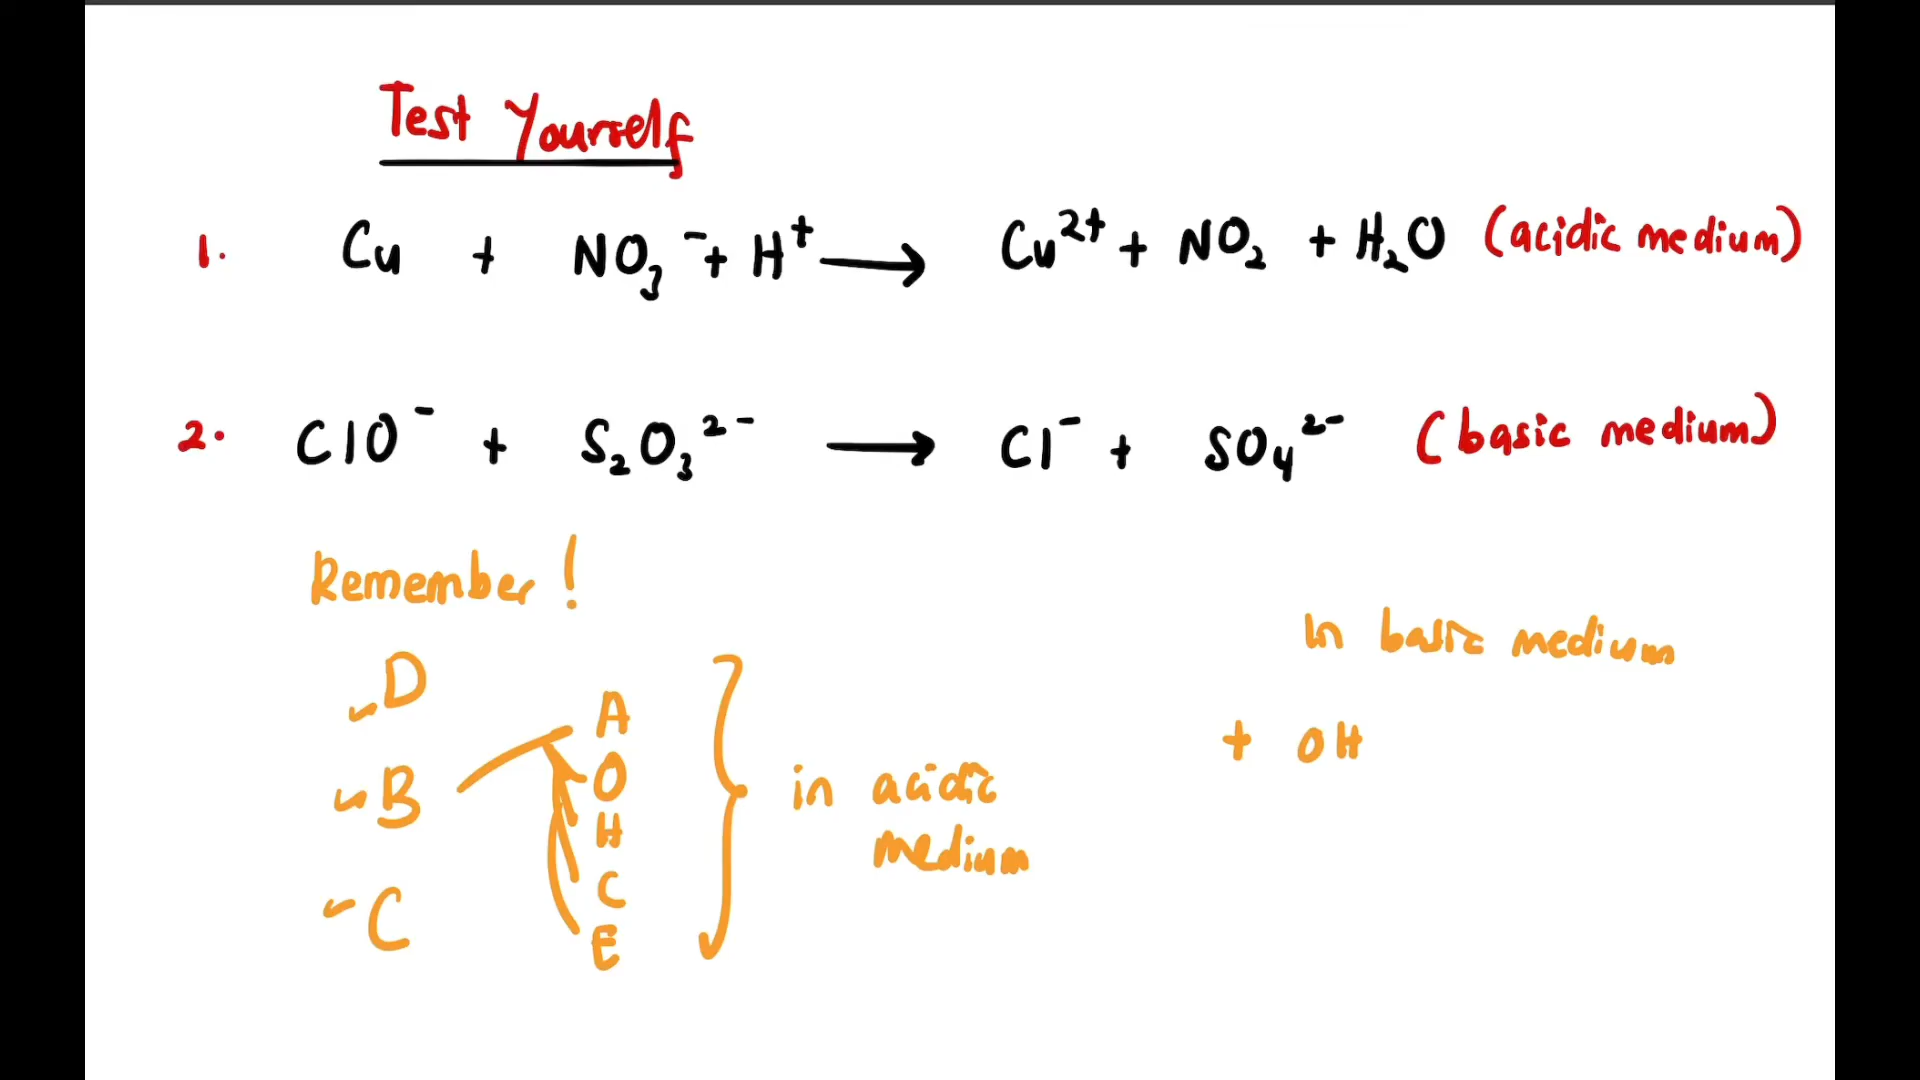 Test Yourself
1. Cu + NO₃⁻ + H⁺ → Cu²⁺ + NO₂ + H₂O (acidic medium)
2. ClO⁻ + S₂O₃²⁻ → Cl⁻ + SO₄²⁻ (basic medium)
Remember!
In basic medium
+ OH
D
B
C
A
O
H
C
E
in acidic
medium